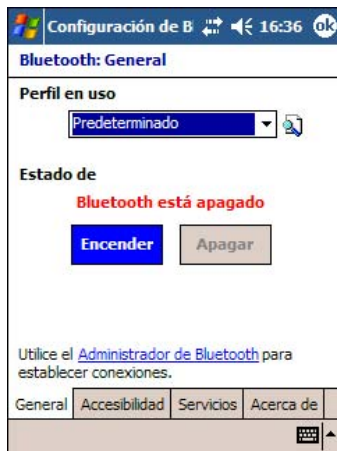 Configuración de B 16:36 ok
Bluetooth: General
Perfil en uso
Predeterminado
Estado de
Bluetooth está apagado
Encender Apagar
Utilice el Administrador de Bluetooth para
establecer conexiones.
General Accesibilidad Servicios Acerca de